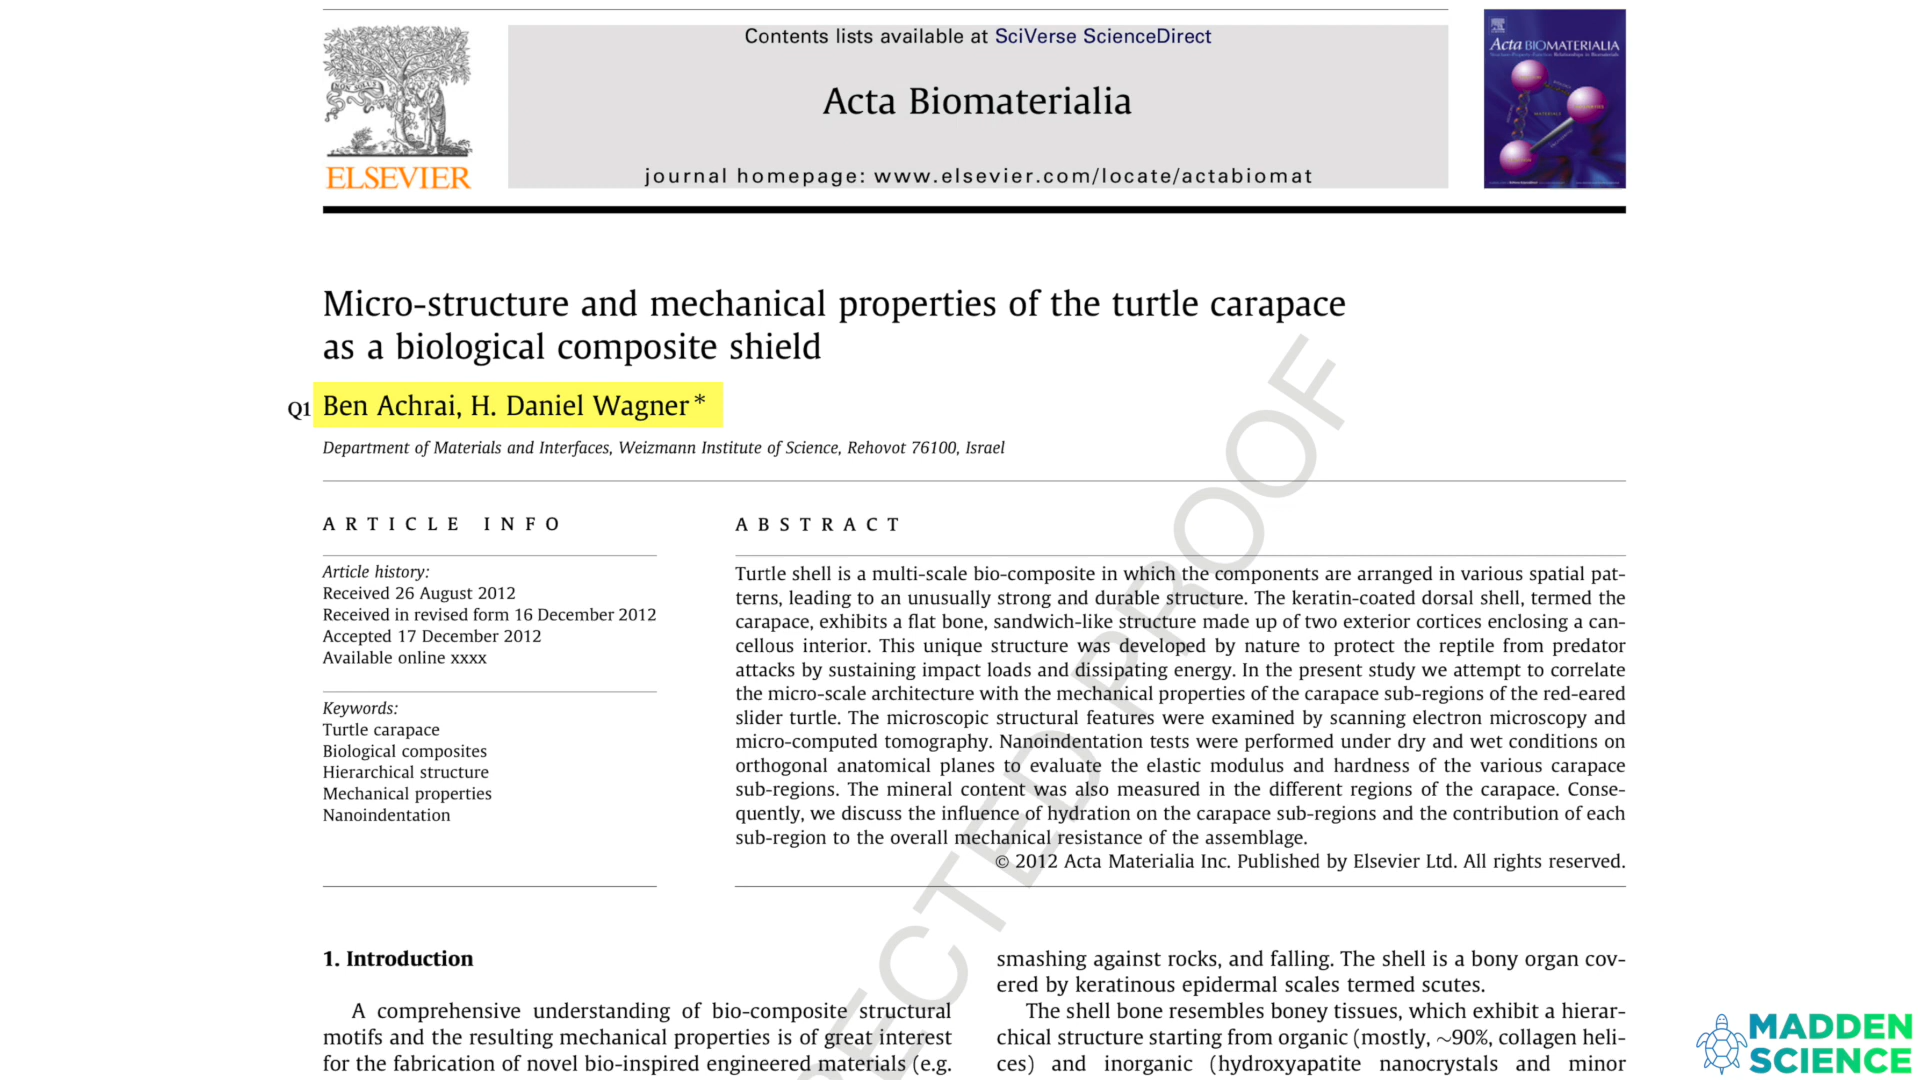 Contents lists available at SciVerse ScienceDirect
Acta Biomaterialia
journal homepage: www.elsevier.com/locate/actabiomat
ELSEVIER
Acta BIOMATERIALIA
Micro-structure and mechanical properties of the turtle carapace
as a biological composite shield
Q1 Ben Achrai, H. Daniel Wagner *
Department of Materials and Interfaces, Weizmann Institute of Science, Rehovot 76100, Israel
ARTICLE INFO
Article history:
Received 26 August 2012
Received in revised form 16 December 2012
Accepted 17 December 2012
Available online xxxx
Keywords:
Turtle carapace
Biological composites
Hierarchical structure
Mechanical properties
Nanoindentation
ABSTRACT
Turtle shell is a multi-scale bio-composite in which the components are arranged in various spatial pat-
terns, leading to an unusually strong and durable structure. The keratin-coated dorsal shell, termed the
carapace, exhibits a flat bone, sandwich-like structure made up of two exterior cortices enclosing a can-
cellous interior. This unique structure was developed by nature to protect the reptile from predator
attacks by sustaining impact loads and dissipating energy. In the present study we attempt to correlate
the micro-scale architecture with the mechanical properties of the carapace sub-regions of the red-eared
slider turtle. The microscopic structural features were examined by scanning electron microscopy and
micro-computed tomography. Nanoindentation tests were performed under dry and wet conditions on
orthogonal anatomical planes to evaluate the elastic modulus and hardness of the various carapace
sub-regions. The mineral content was also measured in the different regions of the carapace. Conse-
quently, we discuss the influence of hydration on the carapace sub-regions and the contribution of each
sub-region to the overall mechanical resistance of the assemblage.
© 2012 Acta Materialia Inc. Published by Elsevier Ltd. All rights reserved.
1. Introduction
A comprehensive understanding of bio-composite structural
motifs and the resulting mechanical properties is of great interest
for the fabrication of novel bio-inspired engineered materials (e.g.
smashing against rocks, and falling. The shell is a bony organ cov-
ered by keratinous epidermal scales termed scutes.
The shell bone resembles boney tissues, which exhibit a hierar-
chical structure starting from organic (mostly, ~90%, collagen heli-
ces) and inorganic (hydroxyapatite nanocrystals and minor
RECTED PROOF
MADDEN
SCIENCE